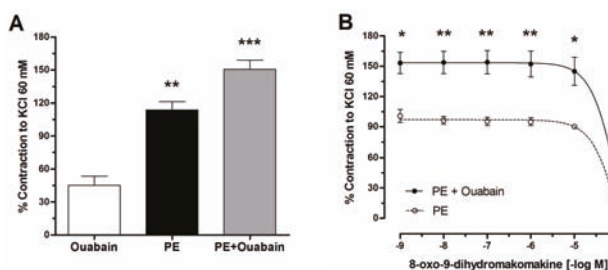 A
% Contraction to KCl 60 mM
180
150
120
90
60
30
0
**
***
Ouabain
PE
PE+Ouabain
B
% Contraction to KCl 60 mM
180
150
120
90
60
30
0
*
**
**
**
*
PE + Ouabain
PE
-9
-8
-7
-6
-5
8-oxo-9-dihydromakomakine [-log M]